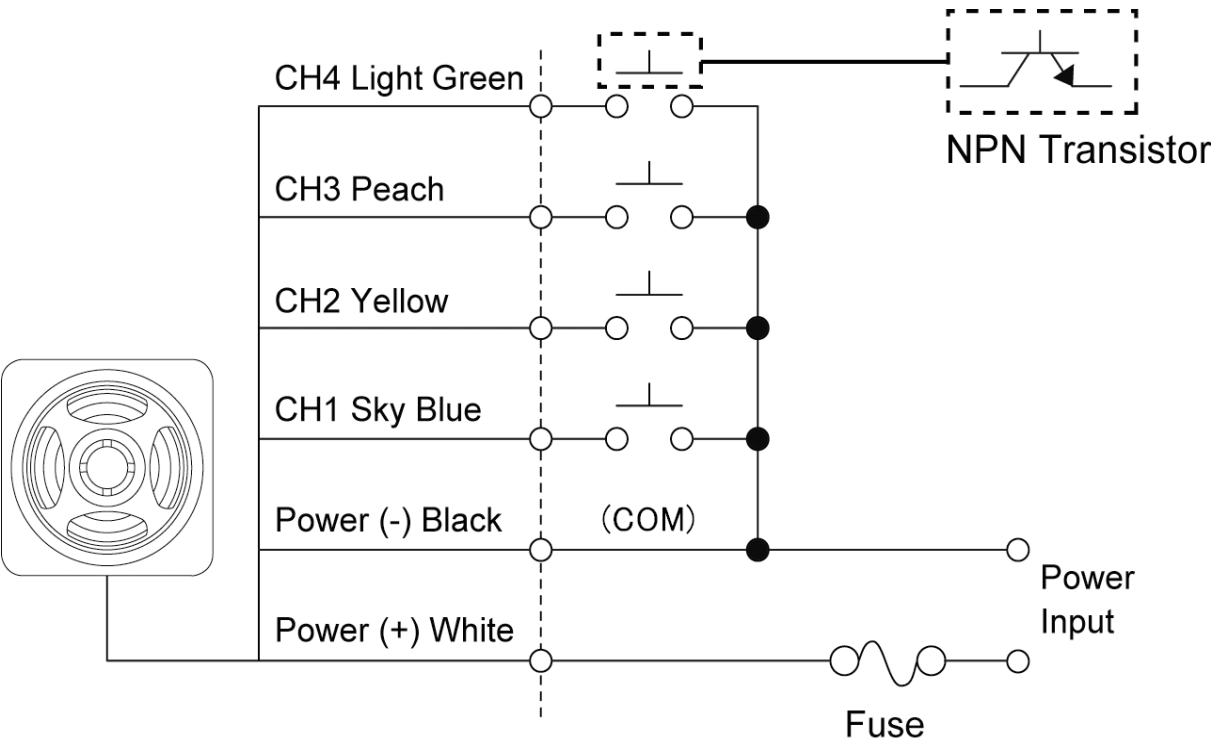 CH4 Light Green
NPN Transistor
CH3 Peach
CH2 Yellow
CH1 Sky Blue
Power (-) Black
(COM)
Power
Input
Power (+) White
Fuse